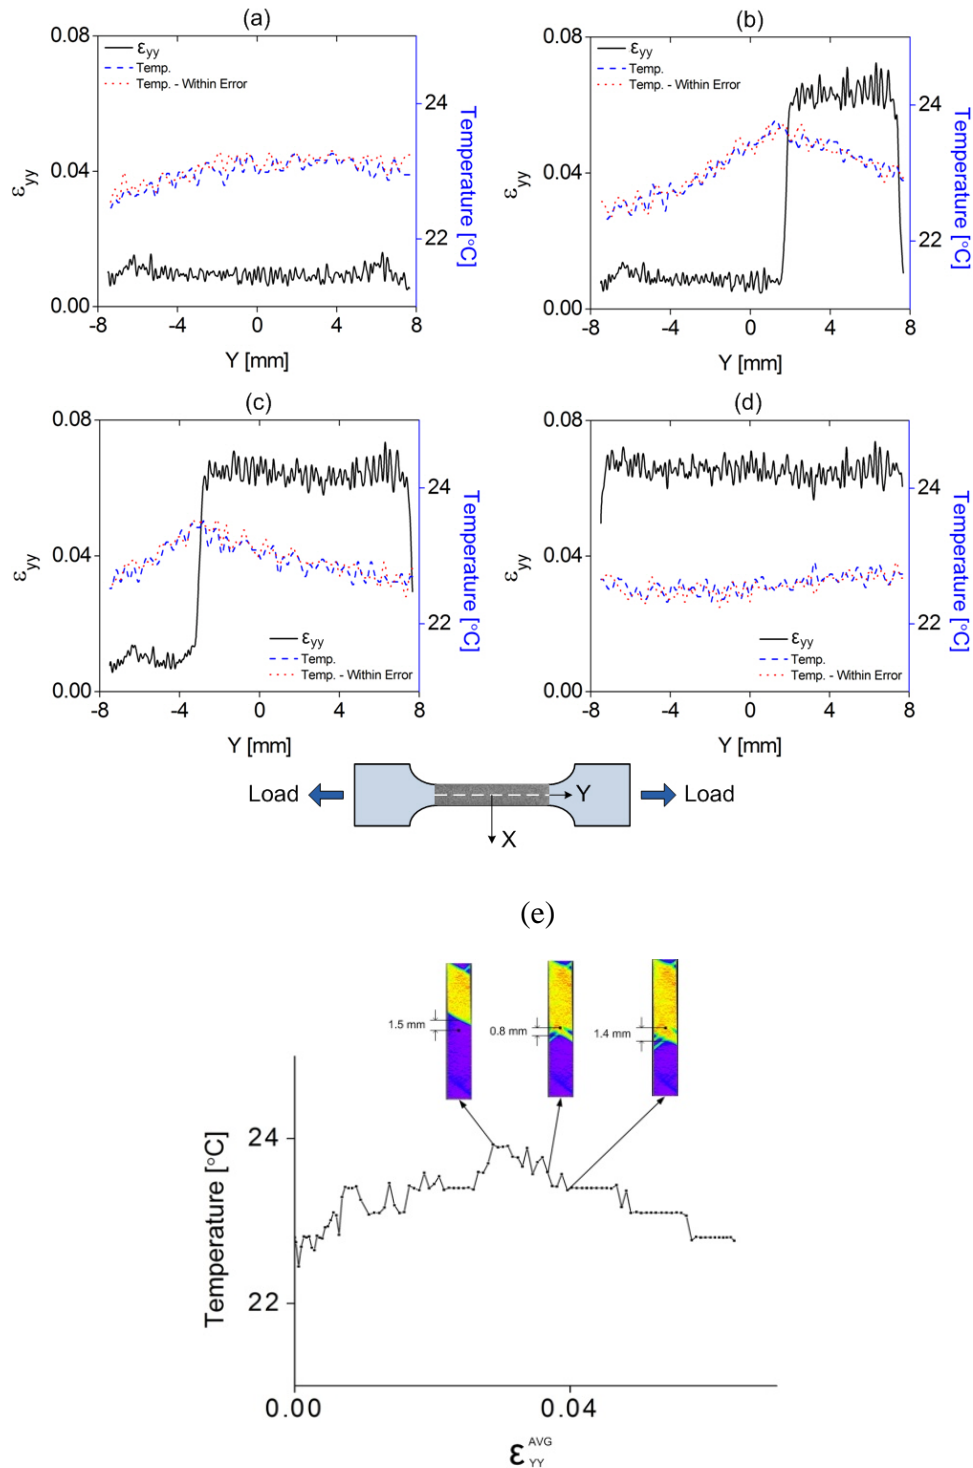 (a)
(b)
0.08
0.04
0.00
εyy
εyy
Temp.
Temp. - Within Error
24
22
Temperature [°C]
-8 -4 0 4 8
Y [mm]
0.08
0.04
0.00
εyy
εyy
Temp.
Temp. - Within Error
24
22
Temperature [°C]
-8 -4 0 4 8
Y [mm]
(c)
(d)
0.08
0.04
0.00
εyy
εyy
Temp.
Temp. - Within Error
24
22
Temperature [°C]
-8 -4 0 4 8
Y [mm]
0.08
0.04
0.00
εyy
εyy
Temp.
Temp. - Within Error
24
22
Temperature [°C]
-8 -4 0 4 8
Y [mm]
Load
Y
Load
X
(e)
1.5 mm
0.8 mm
1.4 mm
24
22
Temperature [°C]
0.00 0.04
ε AVG YY